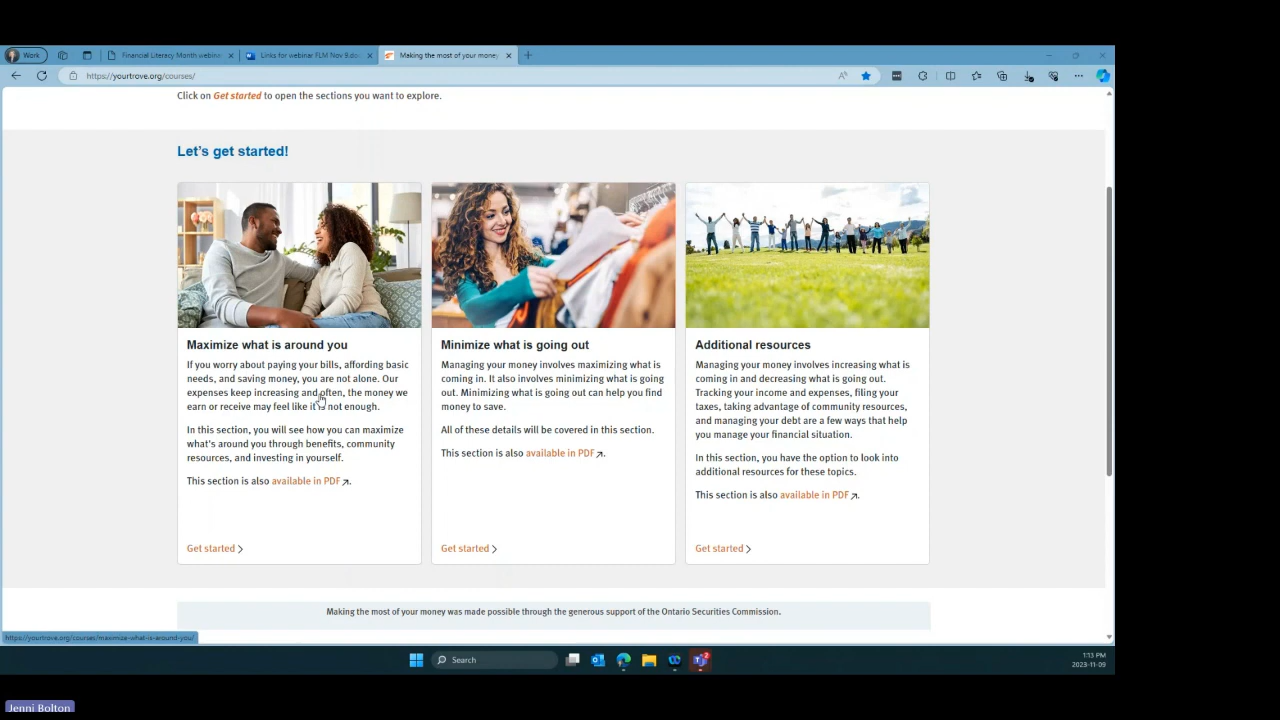 Work
Financial Literacy Month webinar
Links for webinar FLM Nov 9.do
Making the most of your money
https://yourtrove.org/courses/
Click on Get started to open the sections you want to explore.
Let's get started!
Maximize what is around you
If you worry about paying your bills, affording basic
needs, and saving money, you are not alone. Our
expenses keep increasing and often, the money we
earn or receive may feel like it's not enough.
In this section, you will see how you can maximize
what's around you through benefits, community
resources, and investing in yourself.
This section is also available in PDF
Get started
Minimize what is going out
Managing your money involves maximizing what is
coming in. It also involves minimizing what is going
out. Minimizing what is going out can help you find
money to save.
All of these details will be covered in this section.
This section is also available in PDF
Get started
Additional resources
Managing your money involves increasing what is
coming in and decreasing what is going out.
Tracking your income and expenses, filing your
taxes, taking advantage of community resources,
and managing your debt are a few ways that help
you manage your financial situation.
In this section, you have the option to look into
additional resources for these topics.
This section is also available in PDF
Get started
Making the most of your money was made possible through the generous support of the Ontario Securities Commission.
https://yourtrove.org/courses/maximize-what-is-around-you/
Search
2
1:13 PM
2023-11-09
Jenni Bolton